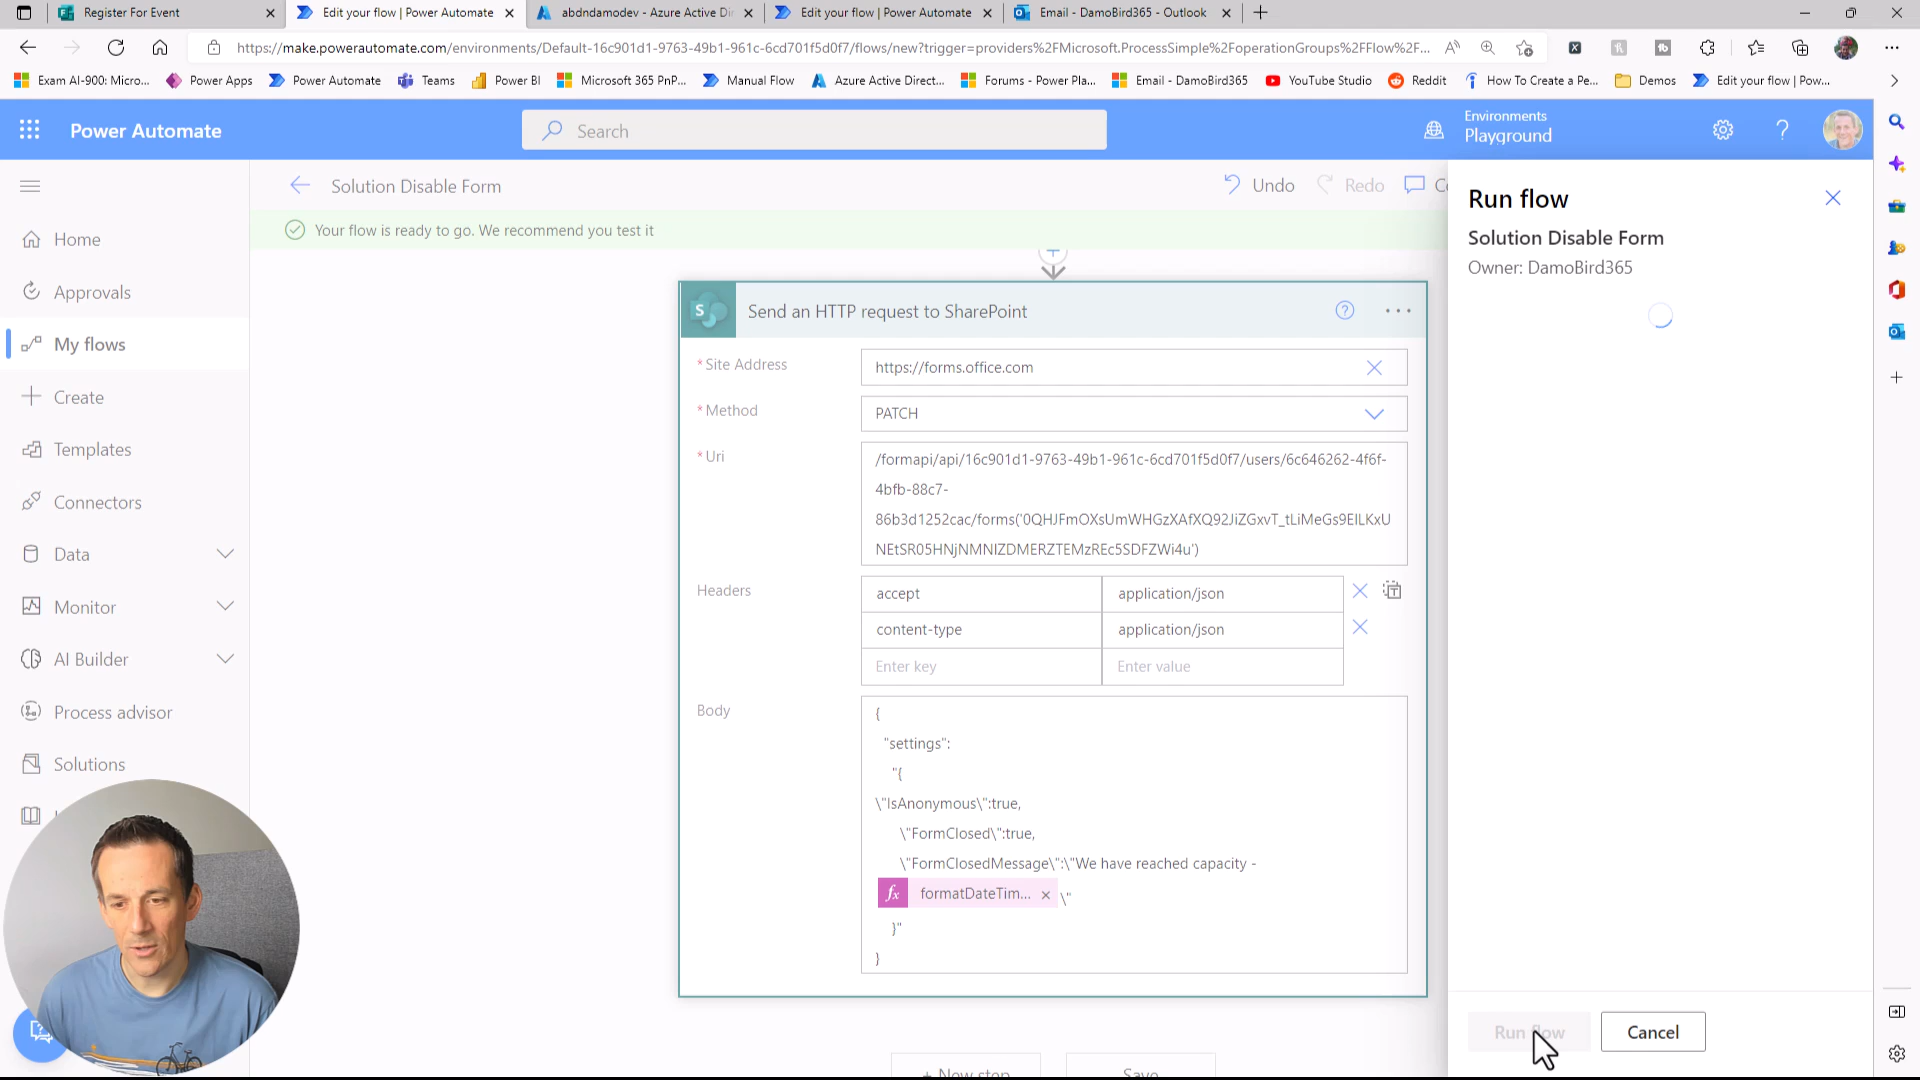 Register For Event
Edit your flow | Power Automate
abdndamodev - Azure Active Dir
Edit your flow | Power Automate
Email - DamoBird365 - Outlook
https://make.powerautomate.com/environments/Default-16c901d1-9763-49b1-961c-6cd701f5d0f7/flows/new?trigger=providers%2FMicrosoft.ProcessSimple%2FoperationGroups%2FFlow%2F...
Exam AI-900: Micro...
Power Apps
Power Automate
Teams
Power BI
Microsoft 365 PnP...
Manual Flow
Azure Active Direct...
Forums - Power Pla...
Email - DamoBird365
YouTube Studio
Reddit
How To Create a Pe...
Demos
Edit your flow | Pow...
Power Automate
Search
Environments
Playground
Solution Disable Form
Undo
Redo
Your flow is ready to go. We recommend you test it
Home
Approvals
My flows
Create
Templates
Connectors
Data
Monitor
AI Builder
Process advisor
Solutions
Send an HTTP request to SharePoint
* Site Address
https://forms.office.com
* Method
PATCH
* Uri
/formapi/api/16c901d1-9763-49b1-961c-6cd701f5d0f7/users/6c646262-4f6f-
4bfb-88c7-
86b3d1252cac/forms('0QHJFmOXsUmWHGzXAfXQ92JiZGxvT_tLiMeGs9EILKxU
NEtSR05HNjNMNIZDMERZTEMzREc5SDFZWi4u')
Headers
accept
application/json
content-type
application/json
Enter key
Enter value
Body
{
"settings":
"{
\"IsAnonymous\":true,
\"FormClosed\":true,
\"FormClosedMessage\":\"We have reached capacity -
fx formatDateTim... × \"
}"
}
+ New step
Save
Run flow
Solution Disable Form
Owner: DamoBird365
Run flow
Cancel